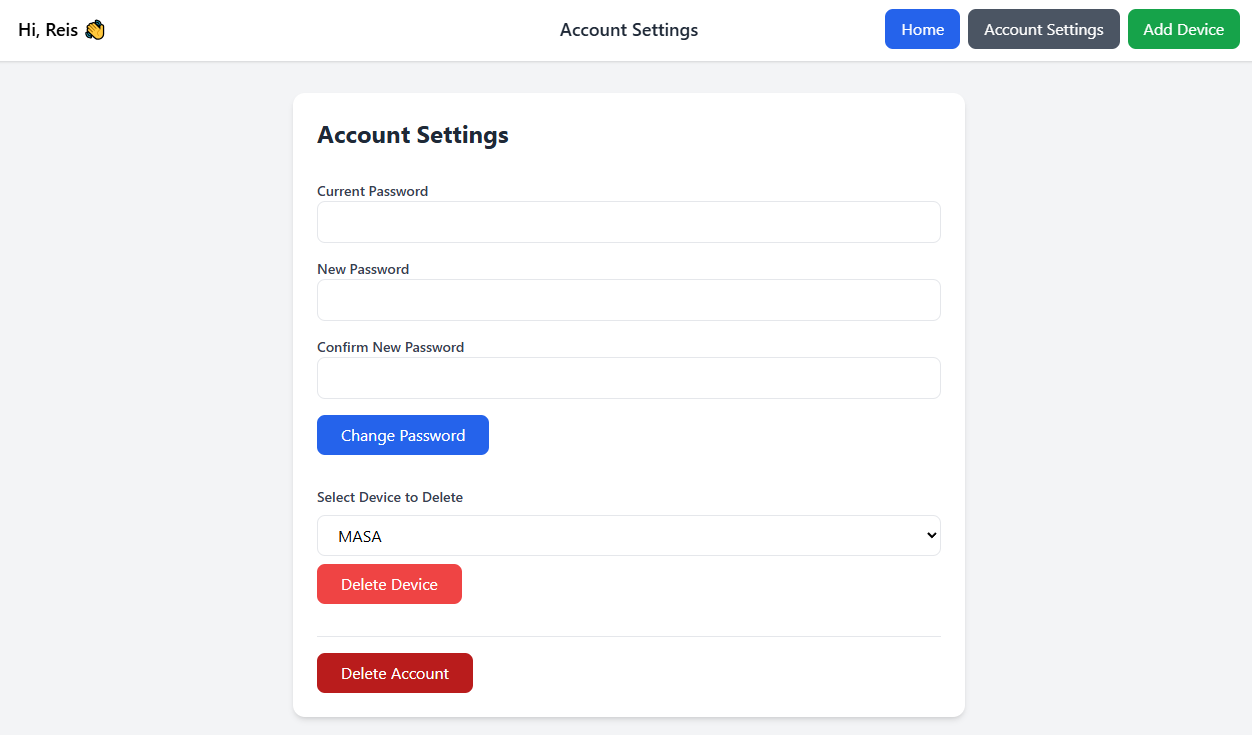 Hi, Reis 👋
Account Settings
Home
Account Settings
Add Device
Account Settings
Current Password
New Password
Confirm New Password
Change Password
Select Device to Delete
MASA
Delete Device
Delete Account